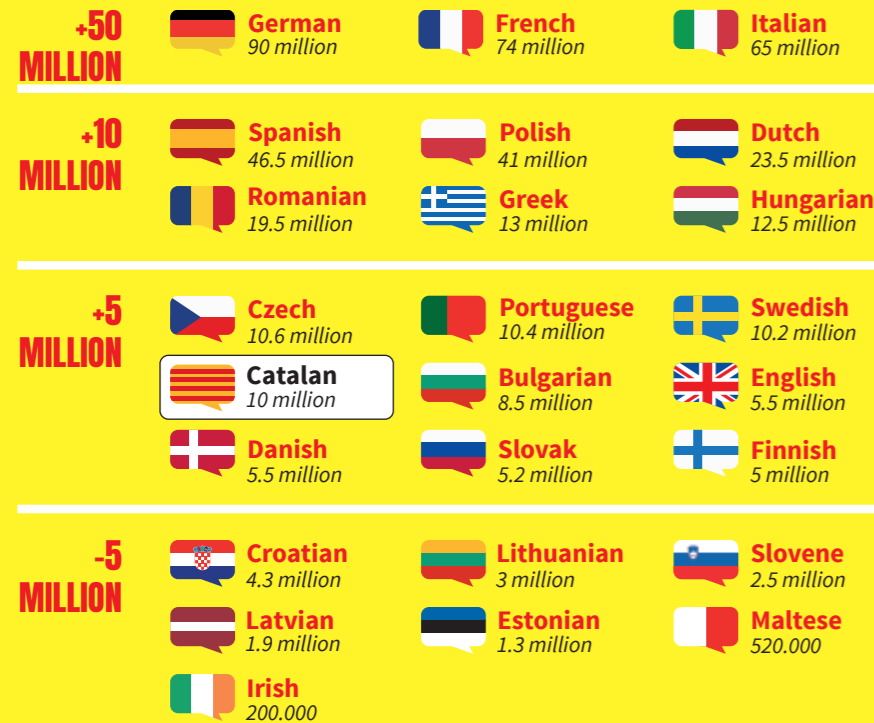 +50
MILLION
German
90 million
French
74 million
Italian
65 million
+10
MILLION
Spanish
46.5 million
Polish
41 million
Dutch
23.5 million
Romanian
19.5 million
Greek
13 million
Hungarian
12.5 million
+5
MILLION
Czech
10.6 million
Portuguese
10.4 million
Swedish
10.2 million
Catalan
10 million
Bulgarian
8.5 million
English
5.5 million
Danish
5.5 million
Slovak
5.2 million
Finnish
5 million
-5
MILLION
Croatian
4.3 million
Lithuanian
3 million
Slovene
2.5 million
Latvian
1.9 million
Estonian
1.3 million
Maltese
520.000
Irish
200.000